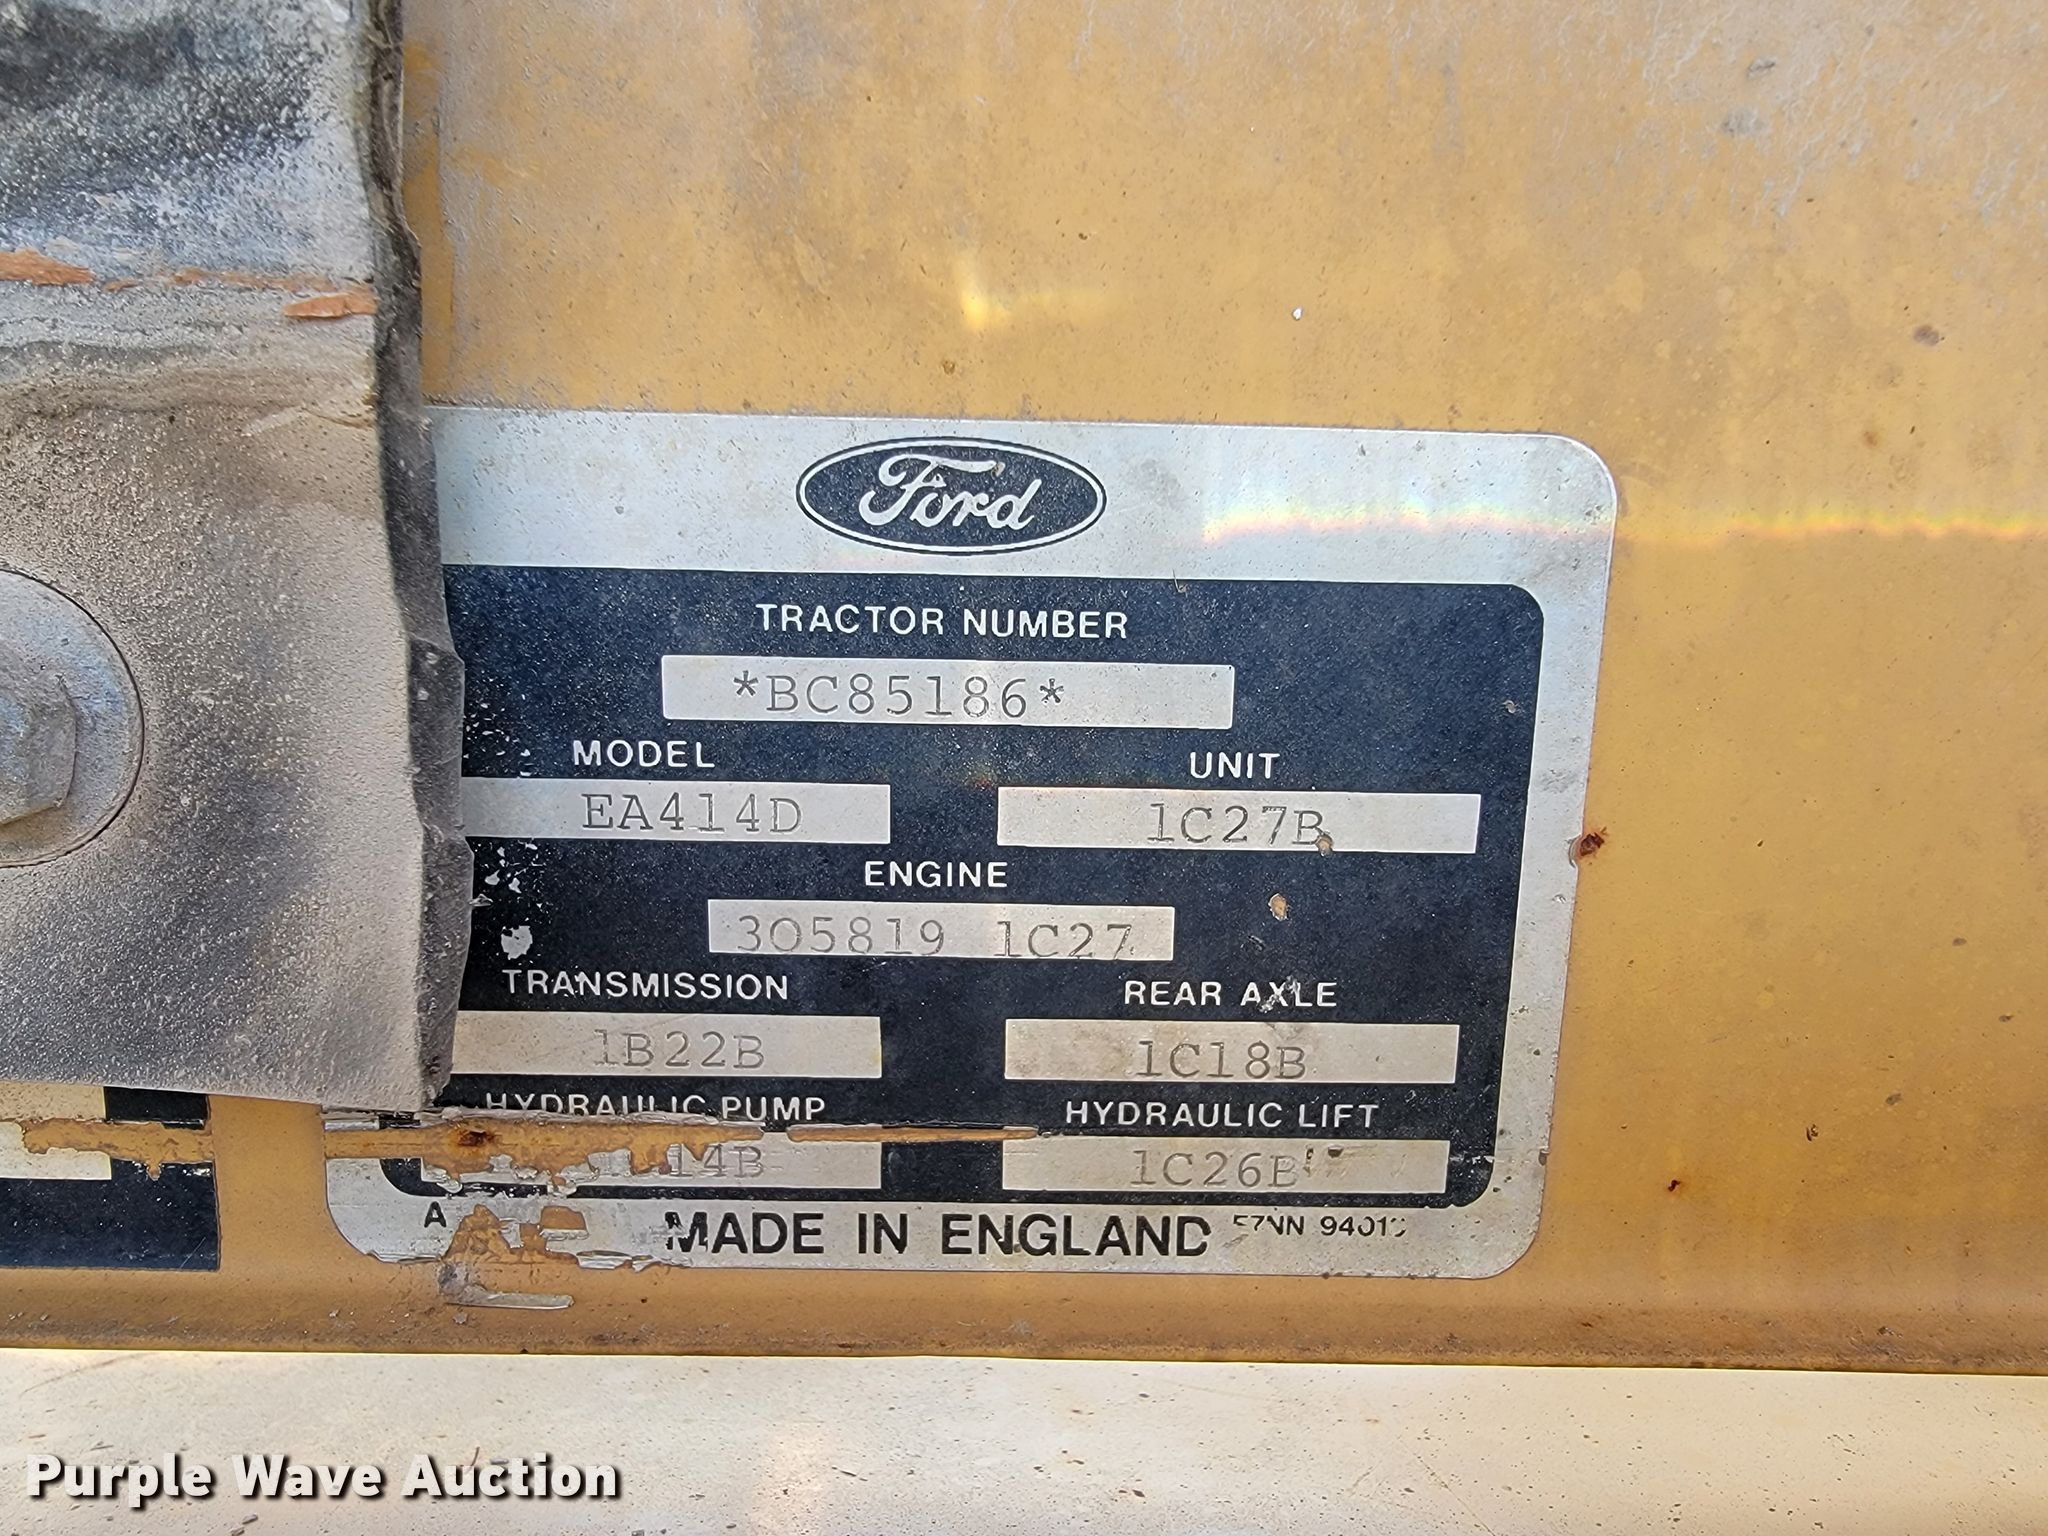 Ford
TRACTOR NUMBER
*BC85186*
MODEL UNIT
EA414D 1C27B
ENGINE
305819 1C27
TRANSMISSION REAR AXLE
1B22B 1C18B
HYDRAULIC PUMP HYDRAULIC LIFT
14B 1C26B
A MADE IN ENGLAND
Purple Wave Auction